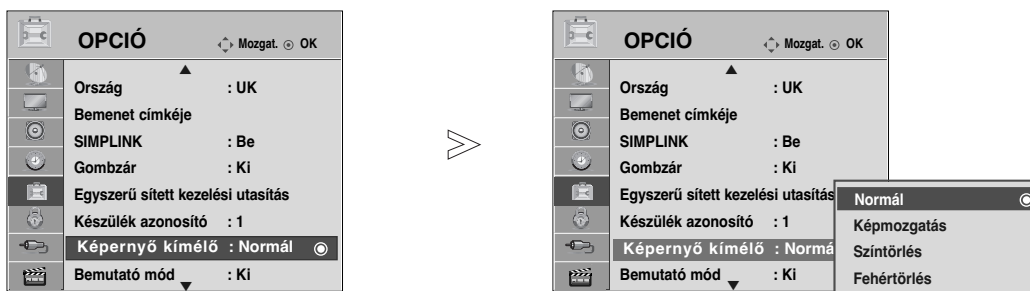 OPCIÓ Mozgat. OK
Ország : UK
Bemenet címkéje
SIMPLINK : Be
Gombzár : Ki
Egyszerű sített kezelési utasítás
Készülék azonosító : 1
Képernyő kímélő : Normál
Bemutató mód : Ki
OPCIÓ Mozgat. OK
Ország : UK
Bemenet címkéje
SIMPLINK : Be
Gombzár : Ki
Egyszerű sített kezelési utasítás
Készülék azonosító : 1
Képernyő kímélő : Normá
Bemutató mód : Ki
Normál
Képmozgatás
Színtörlés
Fehértörlés